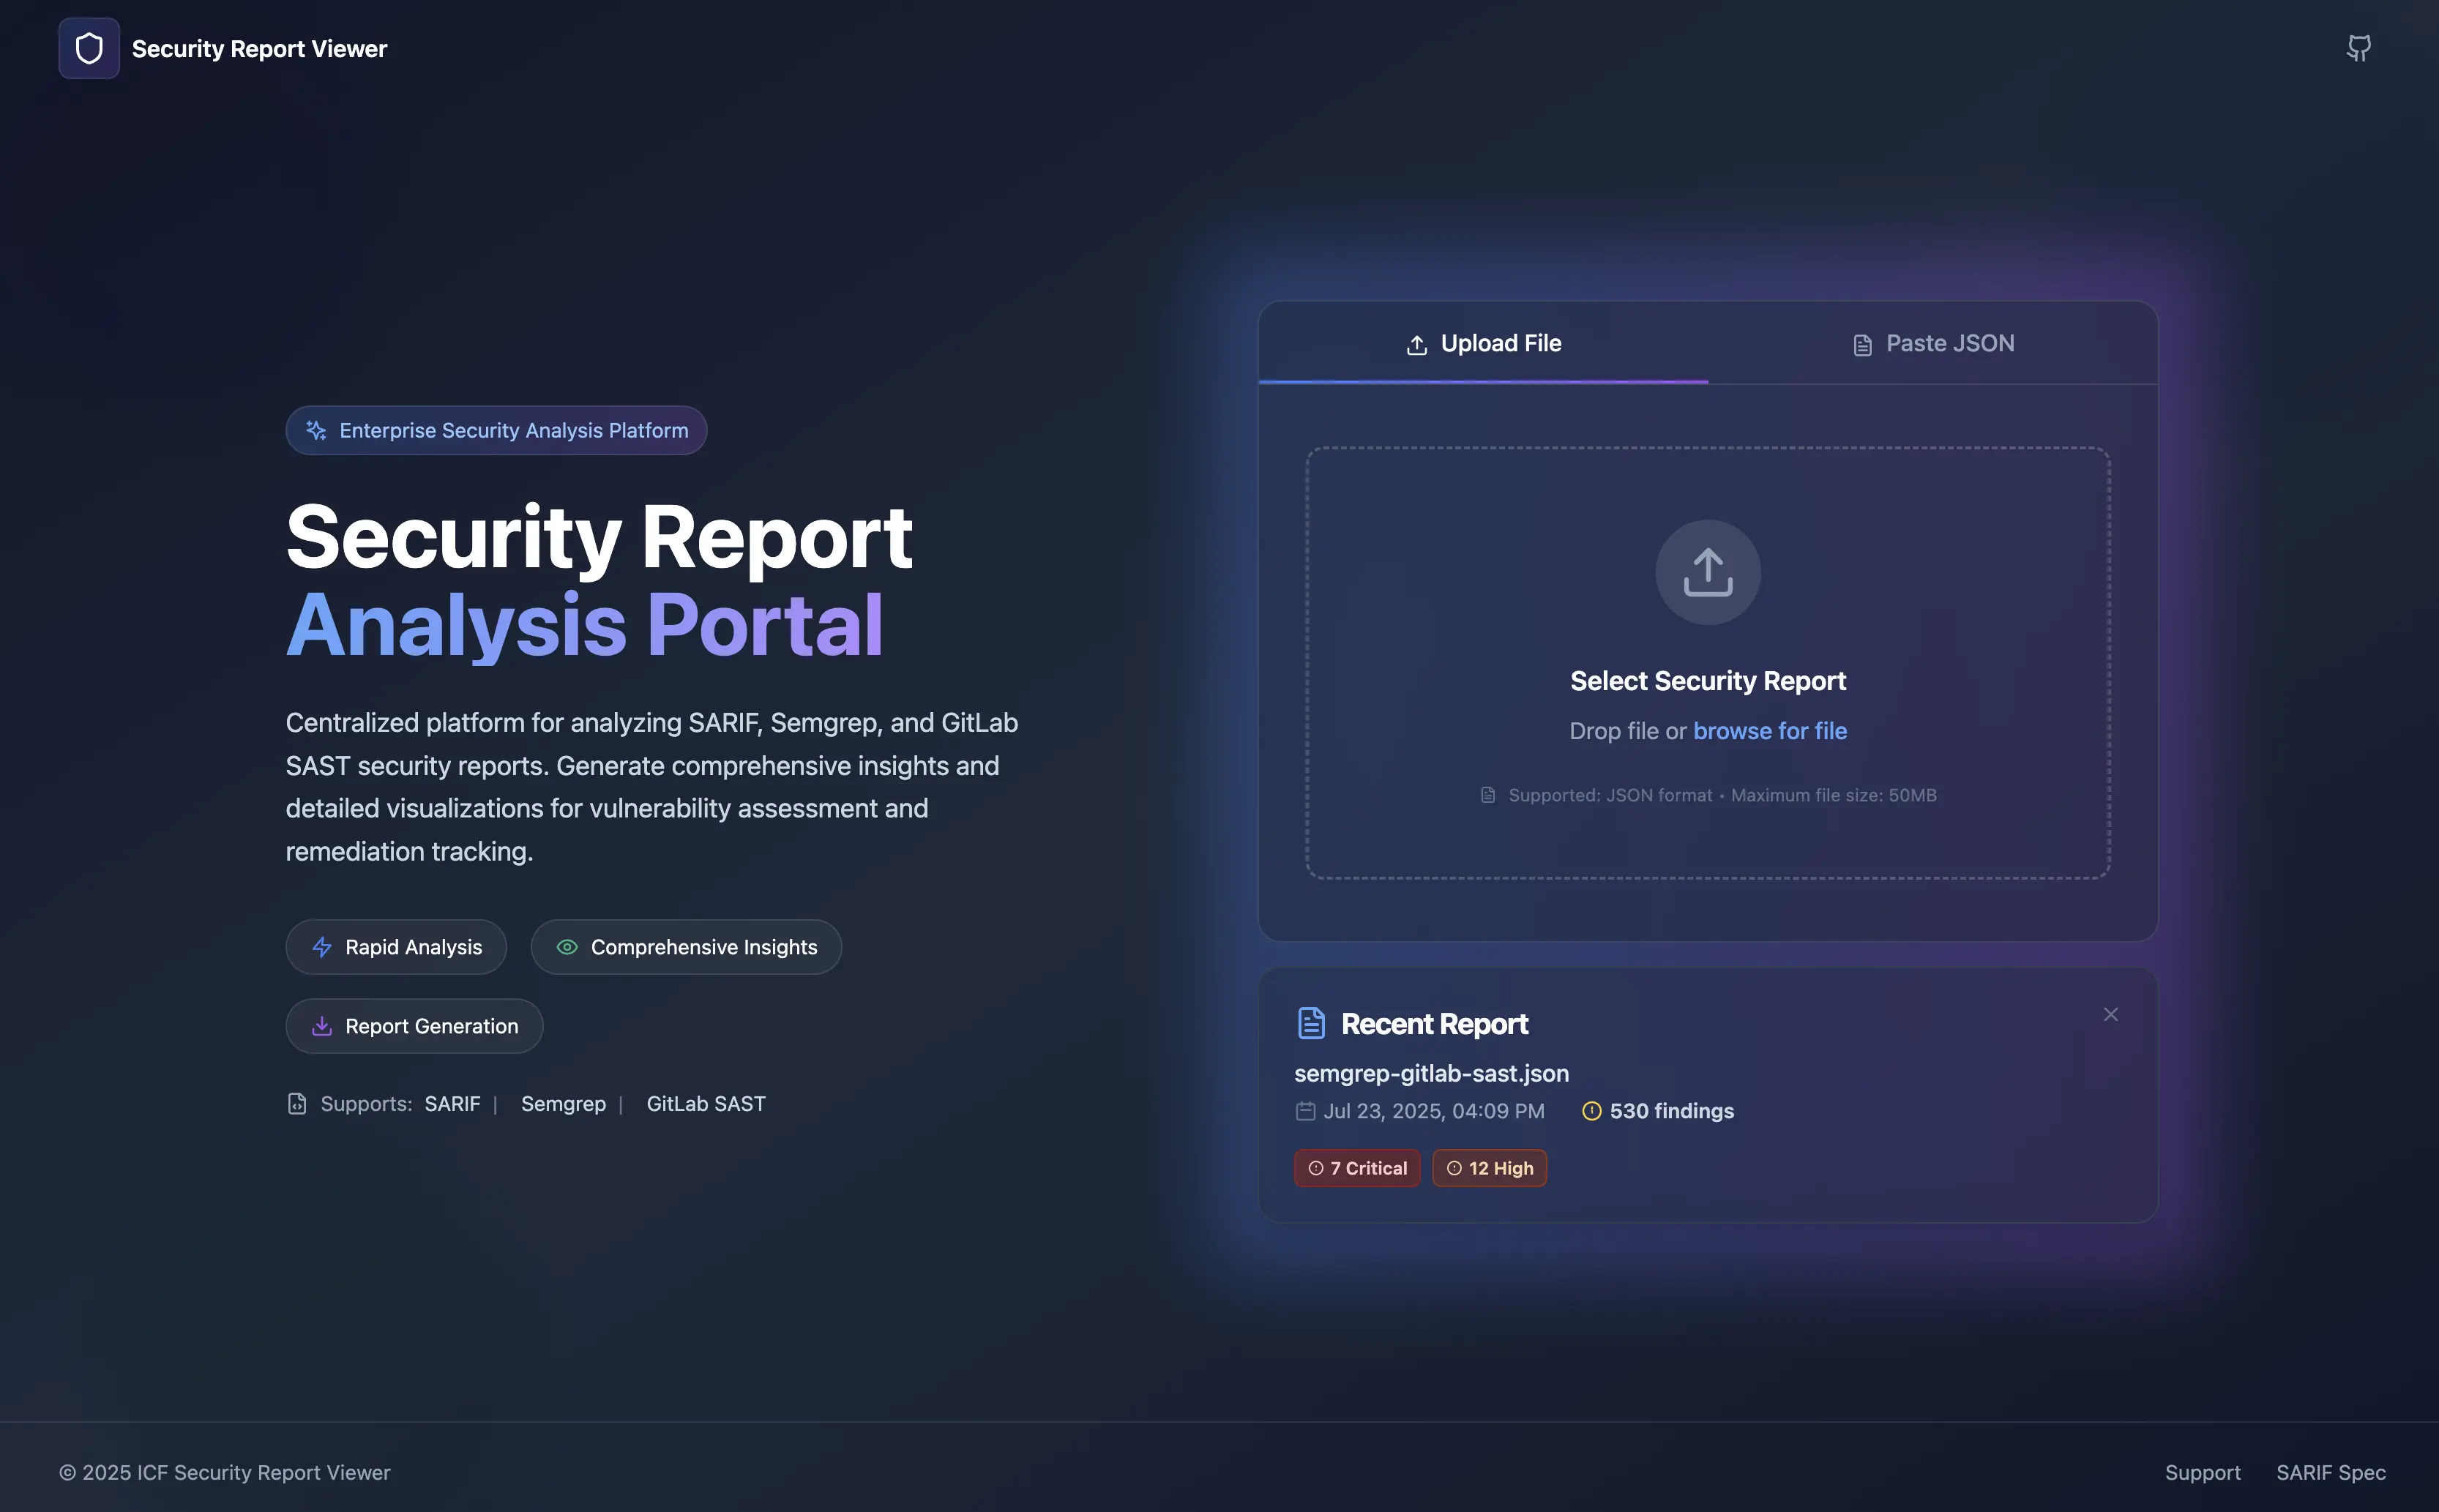 Security Report Viewer
Enterprise Security Analysis Platform
Security Report
Analysis Portal
Centralized platform for analyzing SARIF, Semgrep, and GitLab
SAST security reports. Generate comprehensive insights and
detailed visualizations for vulnerability assessment and
remediation tracking.
Rapid Analysis
Comprehensive Insights
Report Generation
Supports: SARIF | Semgrep | GitLab SAST
Upload File
Paste JSON
Select Security Report
Drop file or browse for file
Supported: JSON format • Maximum file size: 50MB
Recent Report
semgrep-gitlab-sast.json
Jul 23, 2025, 04:09 PM 530 findings
7 Critical 12 High
© 2025 ICF Security Report Viewer
Support SARIF Spec